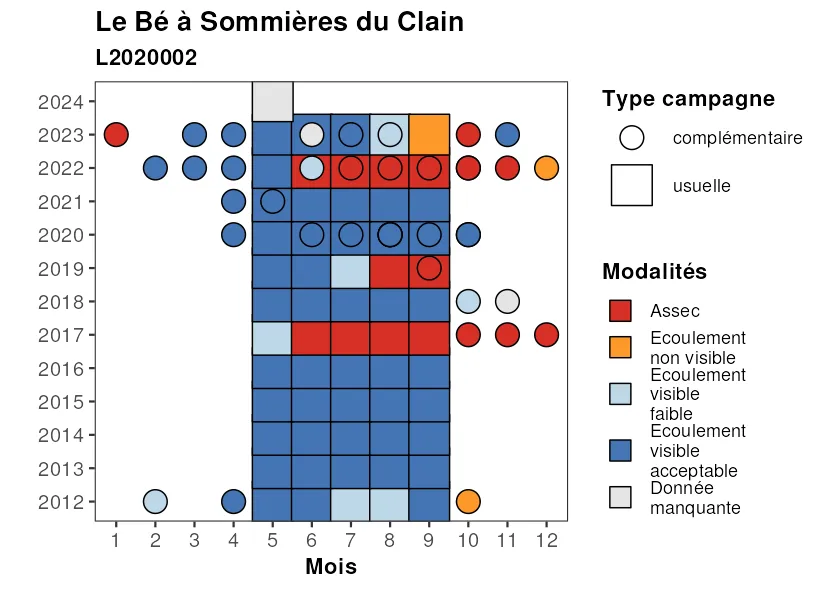 Le Bé à Sommières du Clain
L2020002
2024
2023
2022
2021
2020
2019
2018
2017
2016
2015
2014
2013
2012
1 2 3 4 5 6 7 8 9 10 11 12
Mois
Type campagne
complémentaire
usuelle
Modalités
Assec
Ecoulement
non visible
Ecoulement
visible
faible
Ecoulement
visible
acceptable
Donnée
manquante